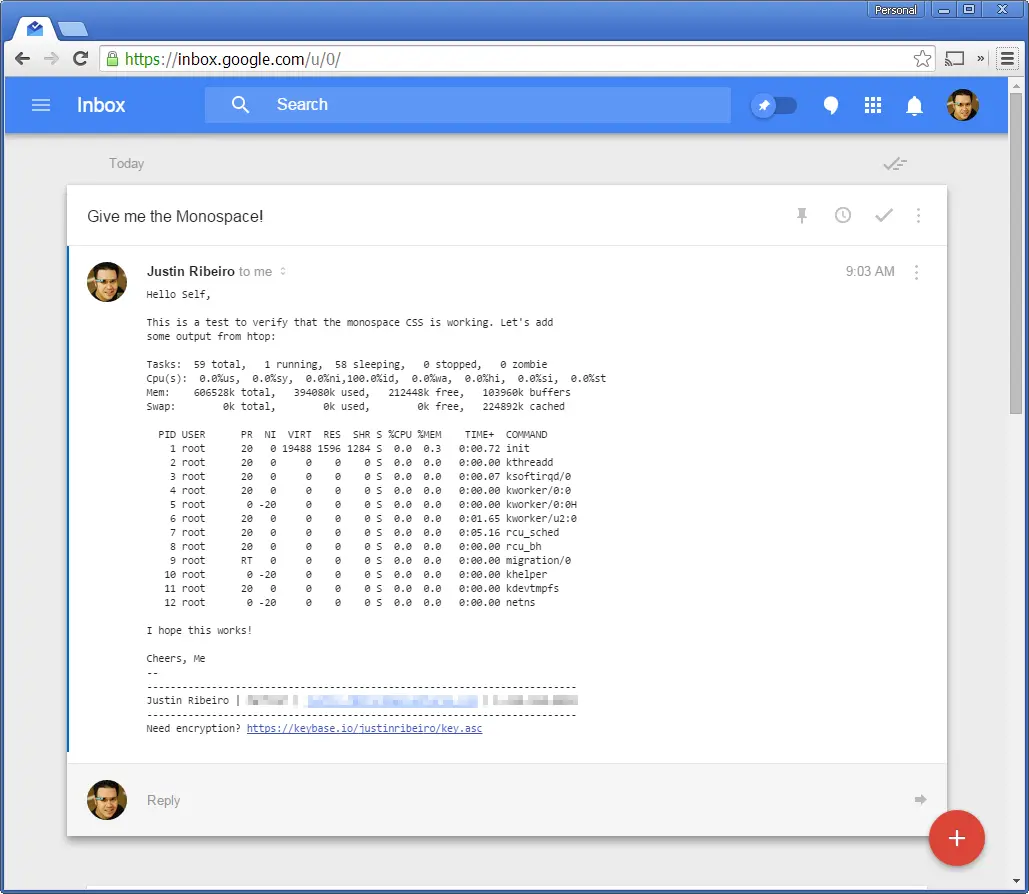 Personal
https://inbox.google.com/u/0/
Inbox
Search
Today
Give me the Monospace!
Justin Ribeiro to me
9:03 AM
Hello Self,
This is a test to verify that the monospace CSS is working. Let's add
some output from htop:
Tasks:  59 total,   1 running,  58 sleeping,   0 stopped,   0 zombie
Cpu(s):  0.0%us,  0.0%sy,  0.0%ni,100.0%id,  0.0%wa,  0.0%hi,  0.0%si,  0.0%st
Mem:    606528k total,   394080k used,   212448k free,   103960k buffers
Swap:        0k total,        0k used,        0k free,   224892k cached
  PID USER      PR  NI  VIRT  RES  SHR S %CPU %MEM    TIME+  COMMAND
    1 root      20   0 19488 1596 1284 S  0.0  0.3   0:00.72 init
    2 root      20   0     0    0    0 S  0.0  0.0   0:00.00 kthreadd
    3 root      20   0     0    0    0 S  0.0  0.0   0:00.07 ksoftirqd/0
    4 root      20   0     0    0    0 S  0.0  0.0   0:00.00 kworker/0:0
    5 root       0 -20     0    0    0 S  0.0  0.0   0:00.00 kworker/0:0H
    6 root      20   0     0    0    0 S  0.0  0.0   0:01.65 kworker/u2:0
    7 root      20   0     0    0    0 S  0.0  0.0   0:05.16 rcu_sched
    8 root      20   0     0    0    0 S  0.0  0.0   0:00.00 rcu_bh
    9 root      RT   0     0    0    0 S  0.0  0.0   0:00.00 migration/0
   10 root       0 -20     0    0    0 S  0.0  0.0   0:00.00 khelper
   11 root      20   0     0    0    0 S  0.0  0.0   0:00.00 kdevtmpfs
   12 root       0 -20     0    0    0 S  0.0  0.0   0:00.00 netns
I hope this works!
Cheers, Me
--
-------------------------------------------------------------------------
Justin Ribeiro |
-------------------------------------------------------------------------
Need encryption? https://keybase.io/justinribeiro/key.asc
Reply